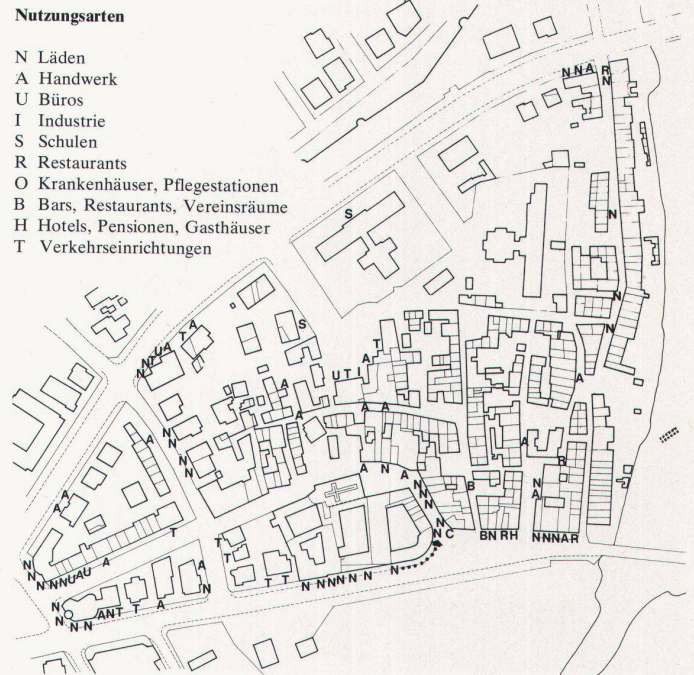 Nutzungsarten
N Läden
A Handwerk
U Büros
I Industrie
S Schulen
R Restaurants
O Krankenhäuser, Pflegestationen
B Bars, Restaurants, Vereinsräume
H Hotels, Pensionen, Gasthäuser
T Verkehrseinrichtungen
N N A R
N
S
N
N
N
A
S
A
T
A
U
T
N
N
T
A
U T I
A
A
A A
A
N
N
N
N
A
A
A N A
N
N
N
N
N C
B
A
R
N
A
B N R H
N N N A - R
A
T
N
N
N
N N U A U A
T
T
T
T T
N N N N N N N
A
N
N
N
N N
A N T T A